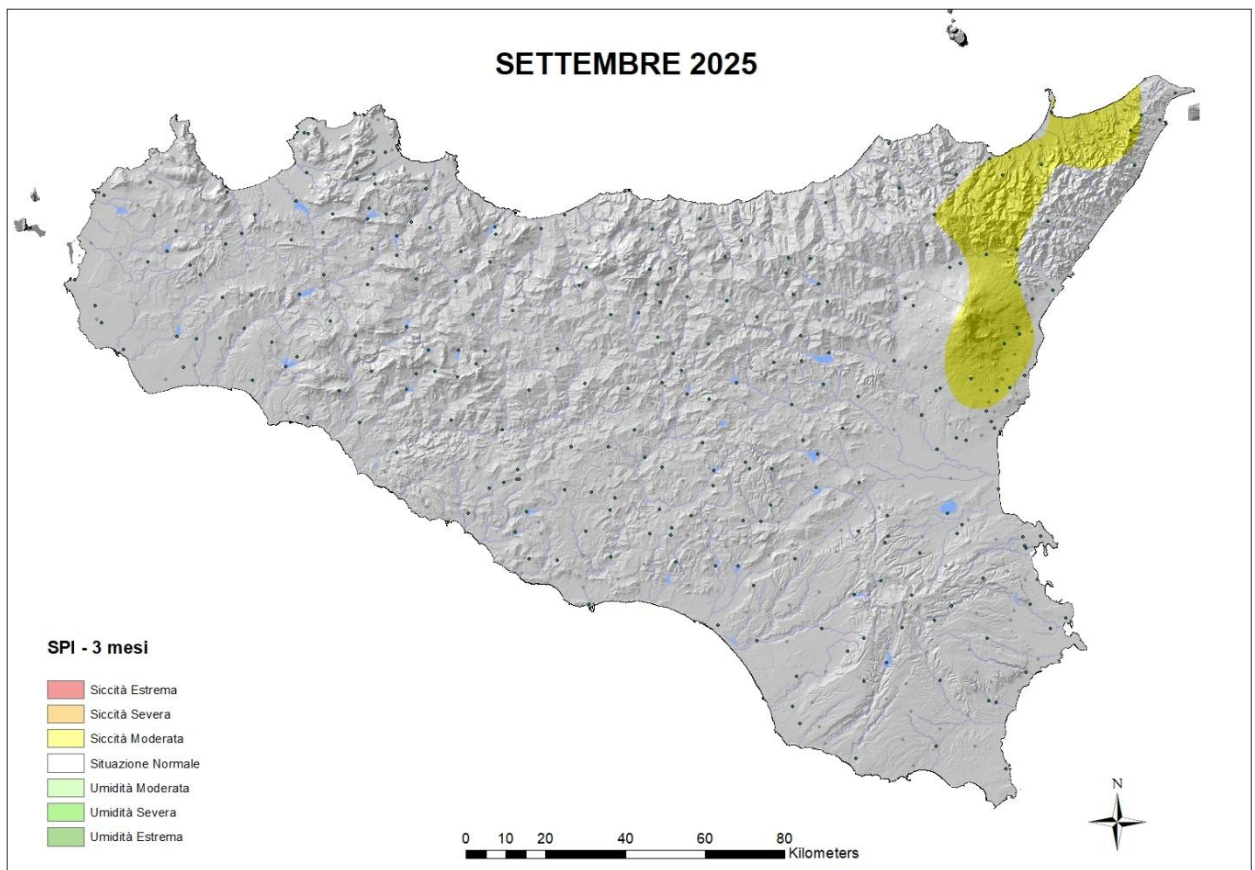 SETTEMBRE 2025
SPI - 3 mesi
Siccità Estrema
Siccità Severa
Siccità Moderata
Situazione Normale
Umidità Moderata
Umidità Severa
Umidità Estrema
N
0 10 20 40 60 80
Kilometers